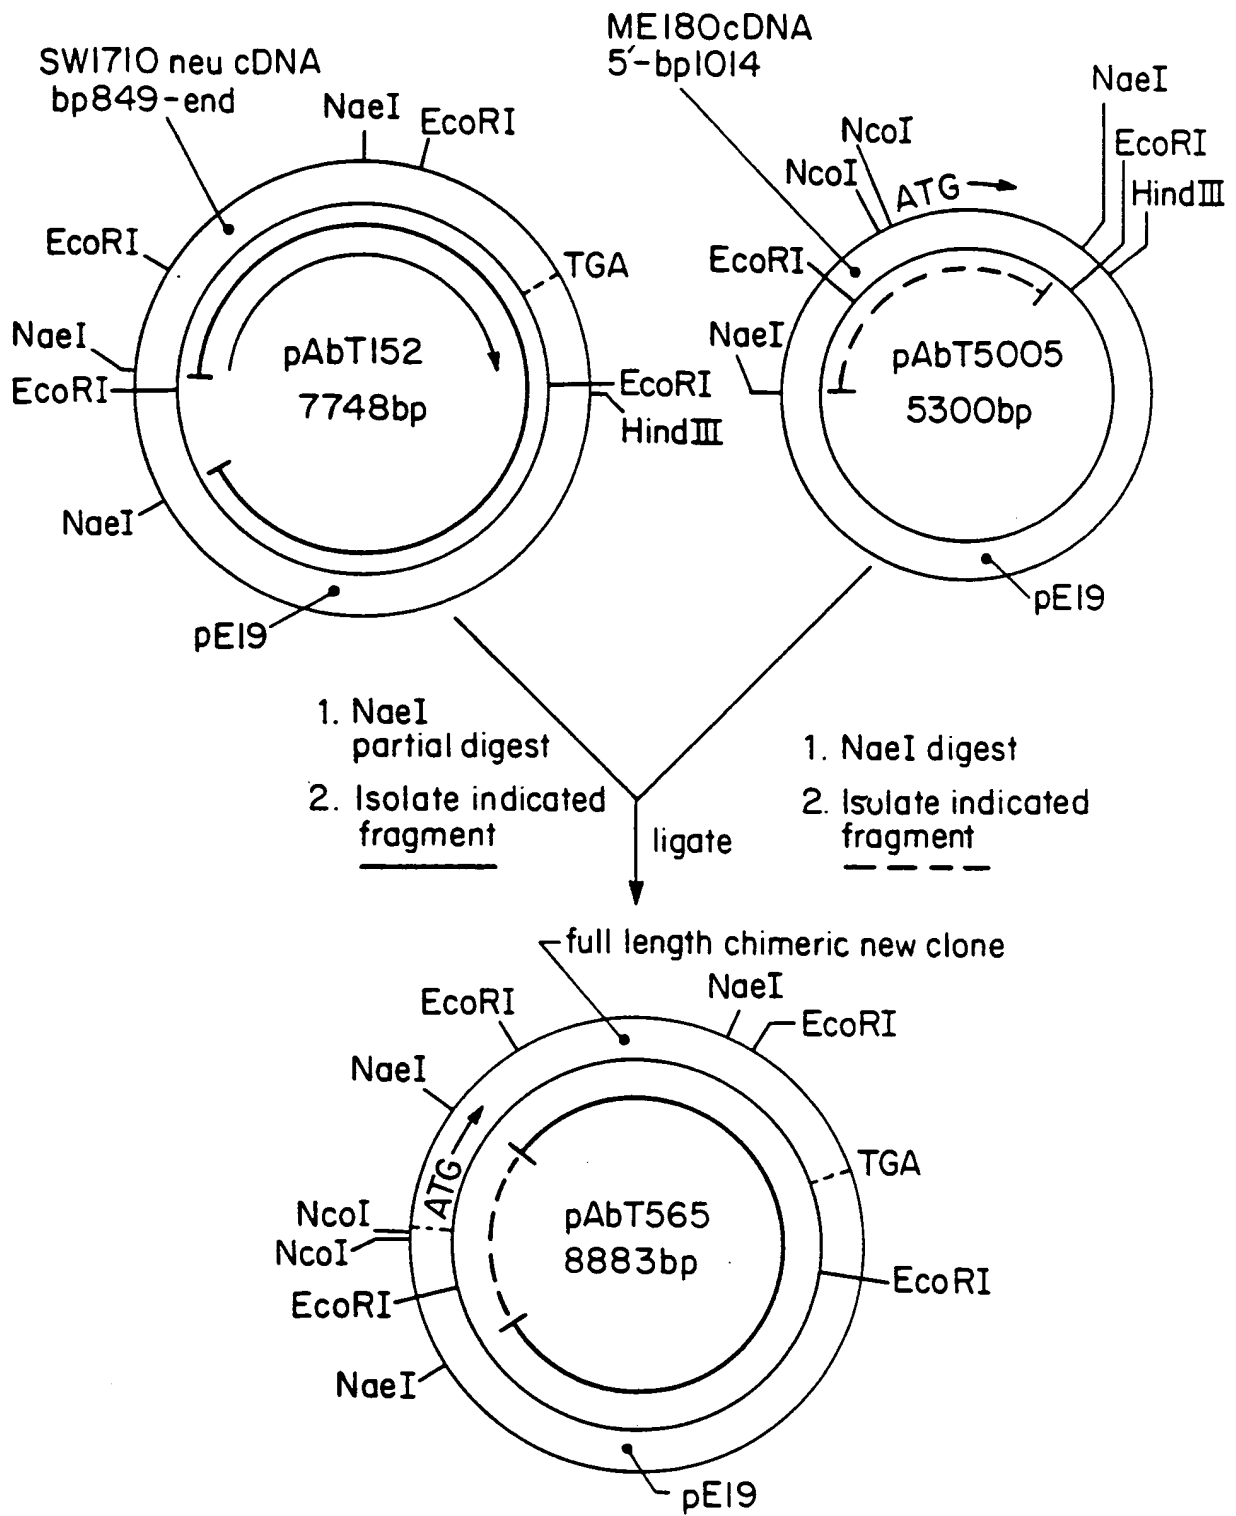 SW1710 neu cDNA
bp849-end
NaeI
EcoRI
EcoRI
TGA
NaeI
EcoRI
pAbT152
7748bp
EcoRI
HindIII
NaeI
pE19
ME180cDNA
5'-bp1014
NaeI
NcoI
EcoRI
NcoI
ATG
HindIII
EcoRI
NaeI
pAbT5005
5300bp
pE19
1. NaeI
partial digest
2. Isolate indicated
fragment
1. NaeI digest
2. Isolate indicated
fragment
ligate
full length chimeric new clone
NaeI
EcoRI
EcoRI
NaeI
ATG
TGA
NcoI
NcoI
pAbT565
8883bp
EcoRI
EcoRI
NaeI
pE19